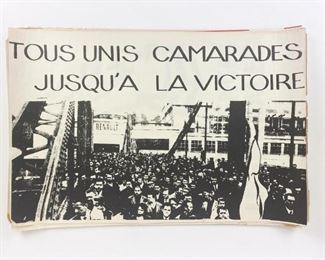 TOUS UNIS CAMARADES
JUSQU'A LA VICTOIRE
RENAULT